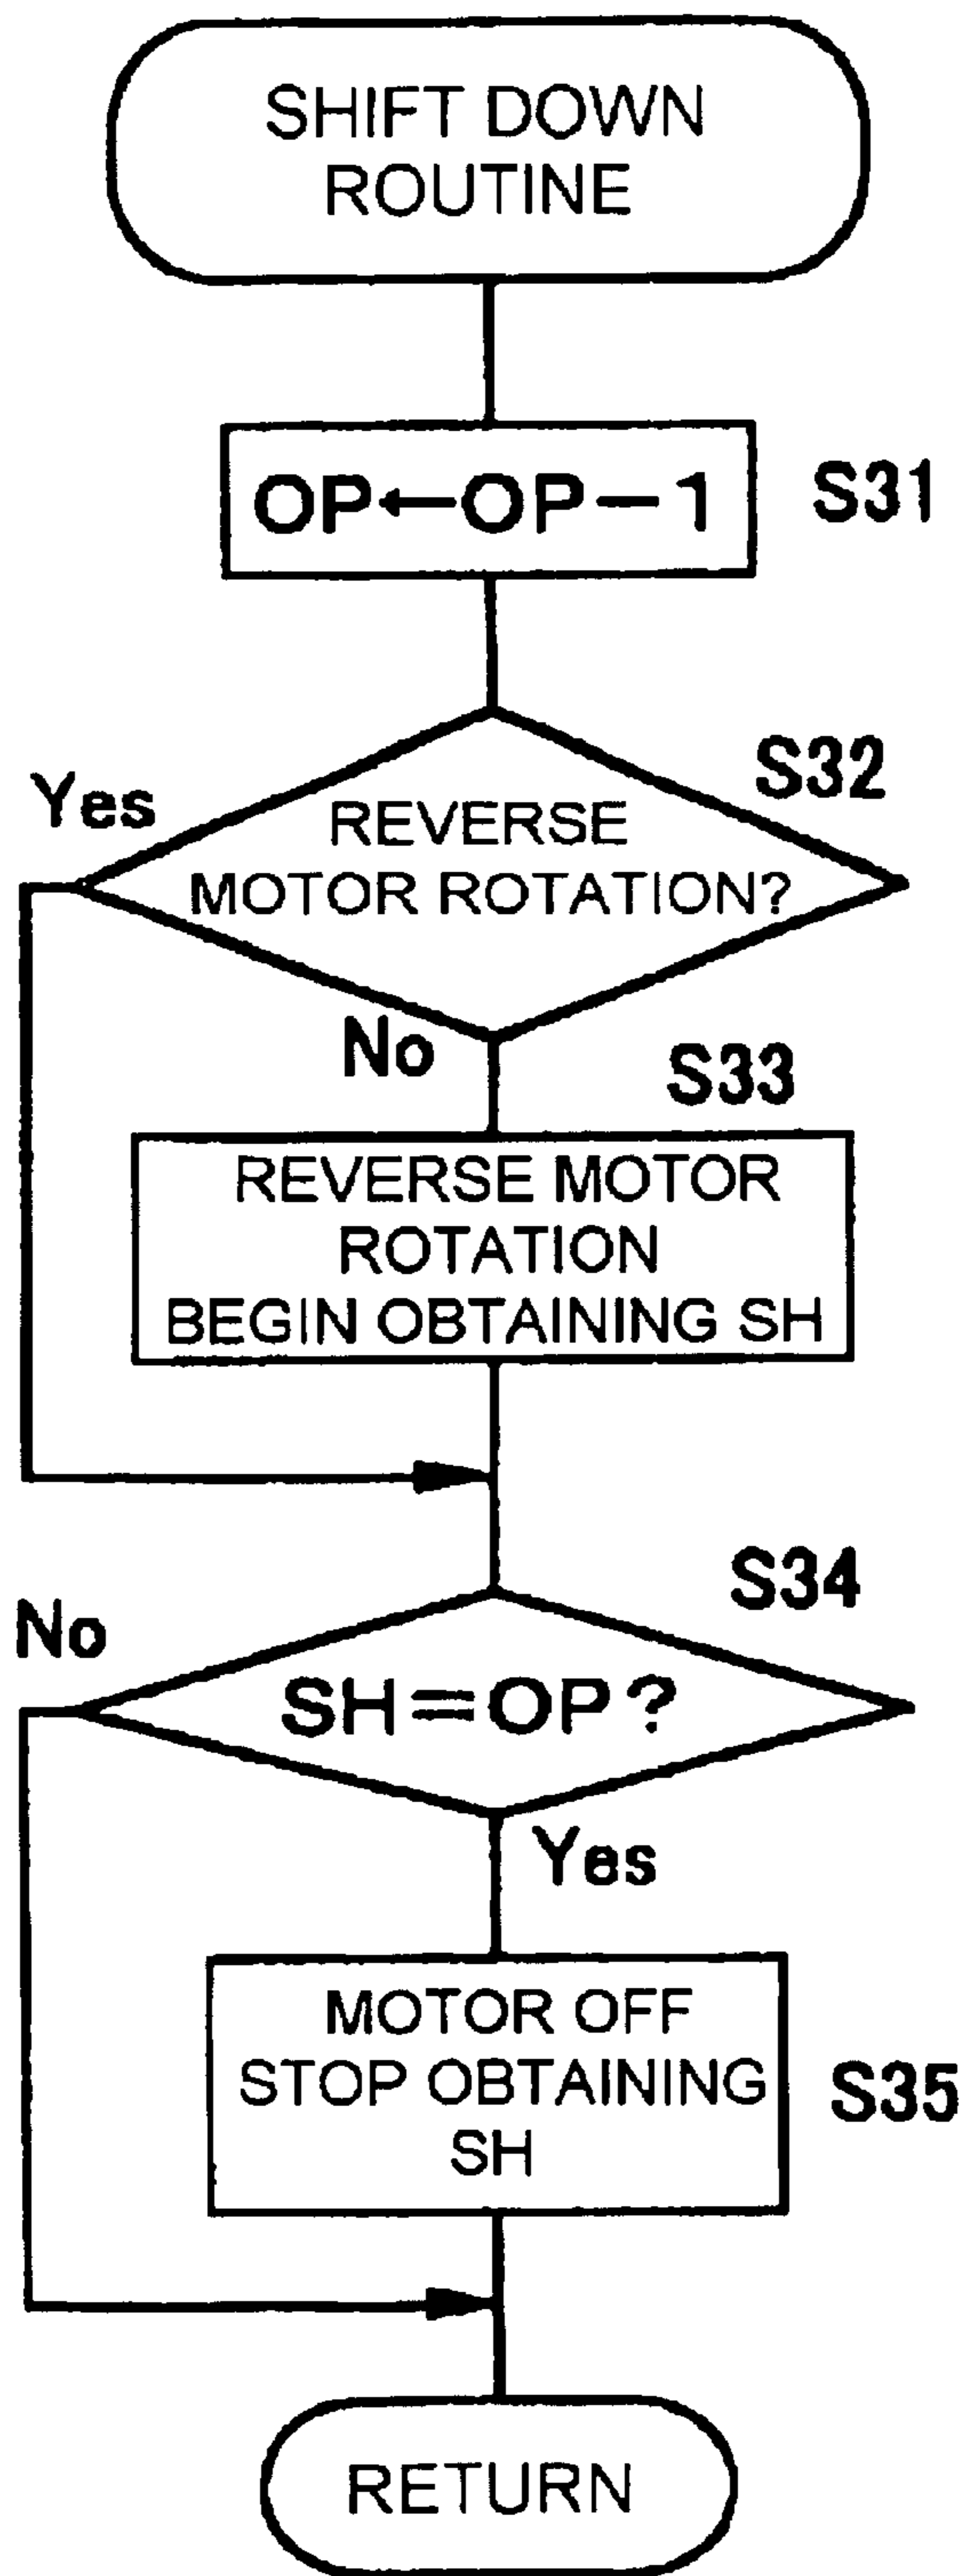 SHIFT DOWN
ROUTINE
OP←OP−1
S31
S32
Yes
REVERSE
MOTOR ROTATION?
No
S33
REVERSE MOTOR
ROTATION
BEGIN OBTAINING SH
S34
No
SH=OP?
Yes
MOTOR OFF
STOP OBTAINING
SH
S35
RETURN